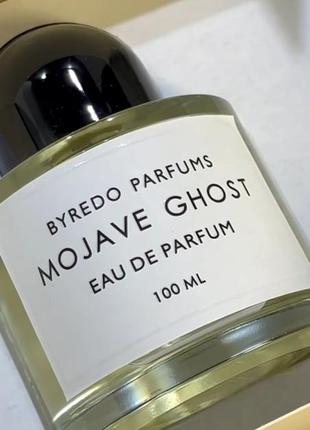 BYREDO PARFUMS
MOJAVE GHOST
EAU DE PARFUM
100 ML